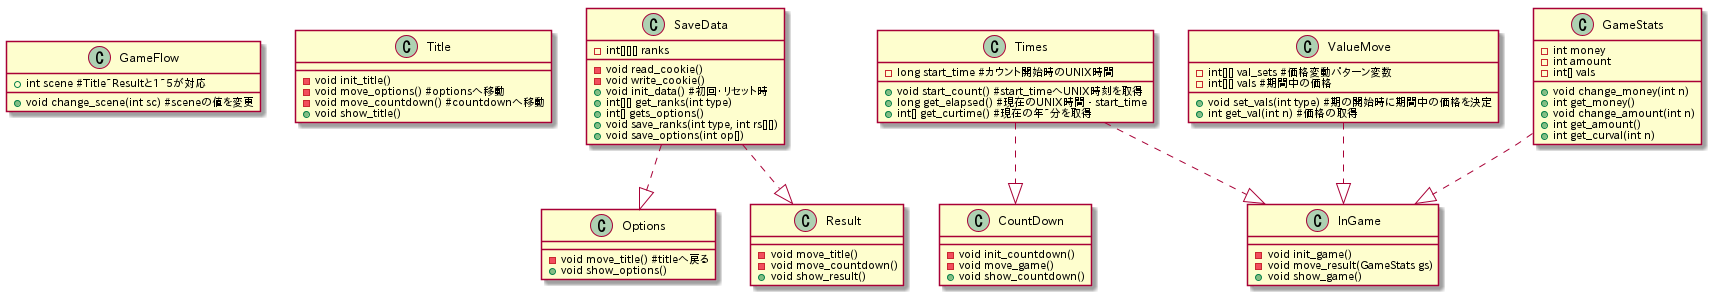 C GameFlow
int scene #Title~Resultと1~5が対応
void change_scene(int sc) #sceneの値を変更
C Title
void init_title()
void move_options() #optionsへ移動
void move_countdown() #countdownへ移動
void show_title()
C SaveData
int[][][] ranks
void read_cookie()
void write_cookie()
void init_data() #初回・リセット時
int[][] get_ranks(int type)
int[] gets_options()
void save_ranks(int type, int rs[][])
void save_options(int op[])
C Times
long start_time #カウント開始時のUNIX時間
void start_count() #start_timeへUNIX時刻を取得
long get_elapsed() #現在のUNIX時間 - start_time
int[] get_curtime() #現在の年~分を取得
C ValueMove
int[][] val_sets #価格変動パターン変数
int[][] vals #期間中の価格
void set_vals(int type) #期の開始時に期間中の価格を決定
int get_val(int n) #価格の取得
C GameStats
int money
int amount
int[] vals
void change_money(int n)
int get_money()
void change_amount(int n)
int get_amount()
int get_curval(int n)
C Options
void move_title() #titleへ戻る
void show_options()
C Result
void move_title()
void move_countdown()
void show_result()
C CountDown
void init_countdown()
void move_game()
void show_countdown()
C InGame
void init_game()
void move_result(GameStats gs)
void show_game()